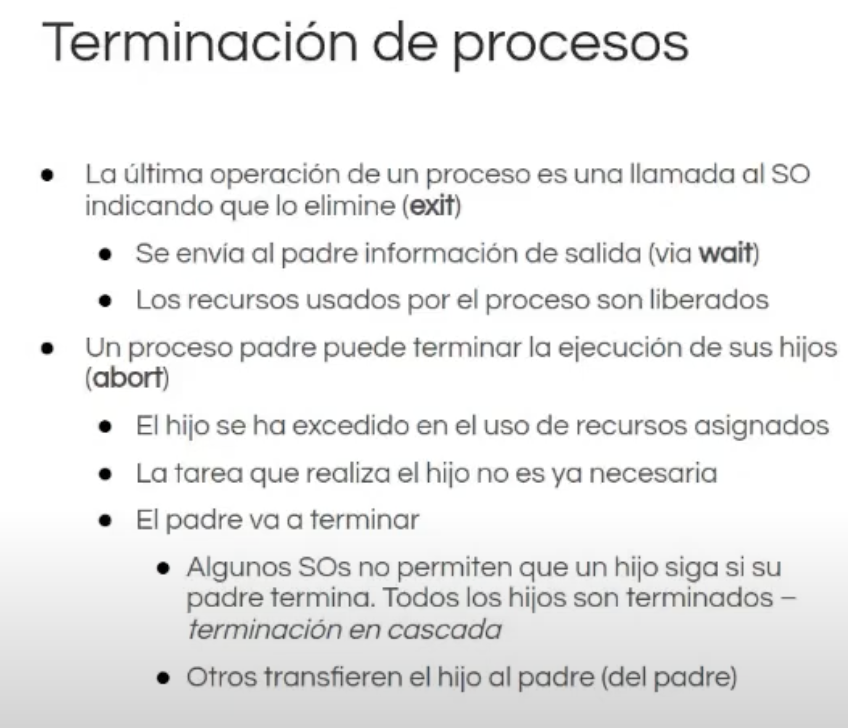 Terminación de procesos
● La última operación de un proceso es una llamada al SO
indicando que lo elimine (exit)
● Se envía al padre información de salida (via wait)
● Los recursos usados por el proceso son liberados
● Un proceso padre puede terminar la ejecución de sus hijos
(abort)
● El hijo se ha excedido en el uso de recursos asignados
● La tarea que realiza el hijo no es ya necesaria
● El padre va a terminar
● Algunos SOs no permiten que un hijo siga si su
padre termina. Todos los hijos son terminados –
terminación en cascada
● Otros transfieren el hijo al padre (del padre)